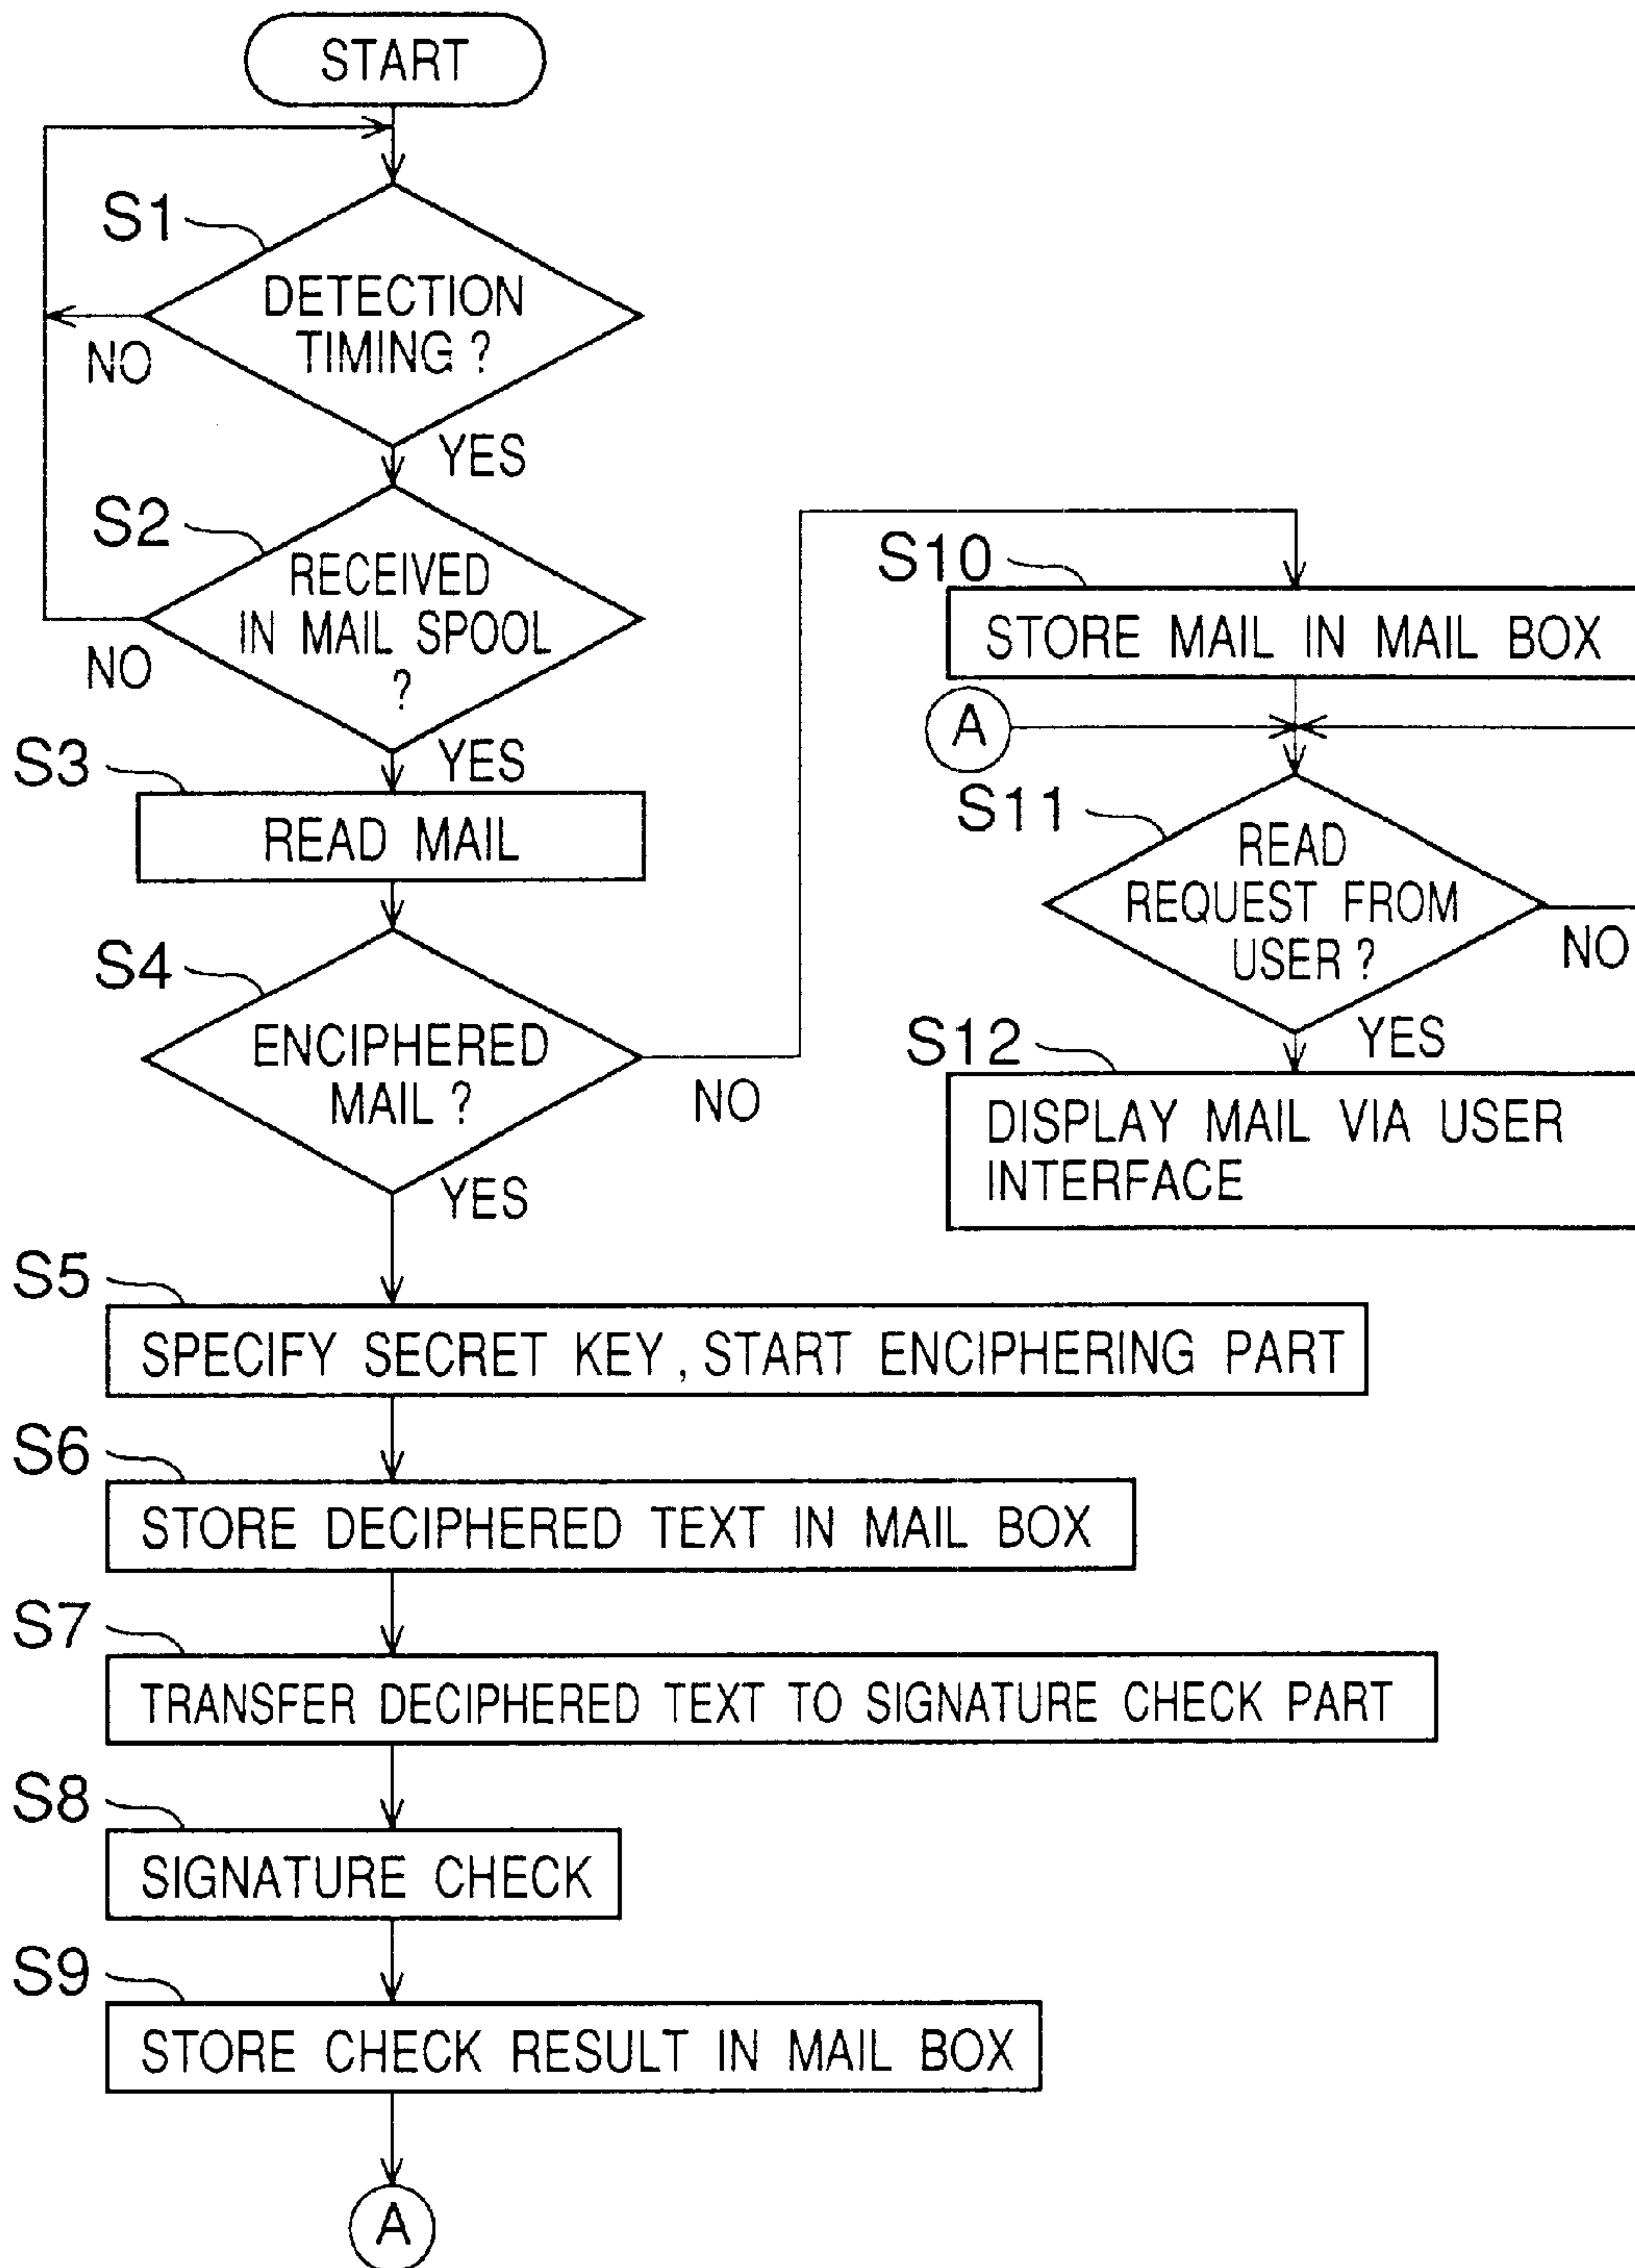 START
S1
DETECTION
TIMING ?
NO
YES
S2
RECEIVED
IN MAIL SPOOL
?
NO
YES
S3
READ MAIL
S4
ENCIPHERED
MAIL ?
NO
YES
S5
SPECIFY SECRET KEY, START ENCIPHERING PART
S6
STORE DECIPHERED TEXT IN MAIL BOX
S7
TRANSFER DECIPHERED TEXT TO SIGNATURE CHECK PART
S8
SIGNATURE CHECK
S9
STORE CHECK RESULT IN MAIL BOX
A
S10
STORE MAIL IN MAIL BOX
A
S11
READ
REQUEST FROM
USER ?
NO
YES
S12
DISPLAY MAIL VIA USER
INTERFACE